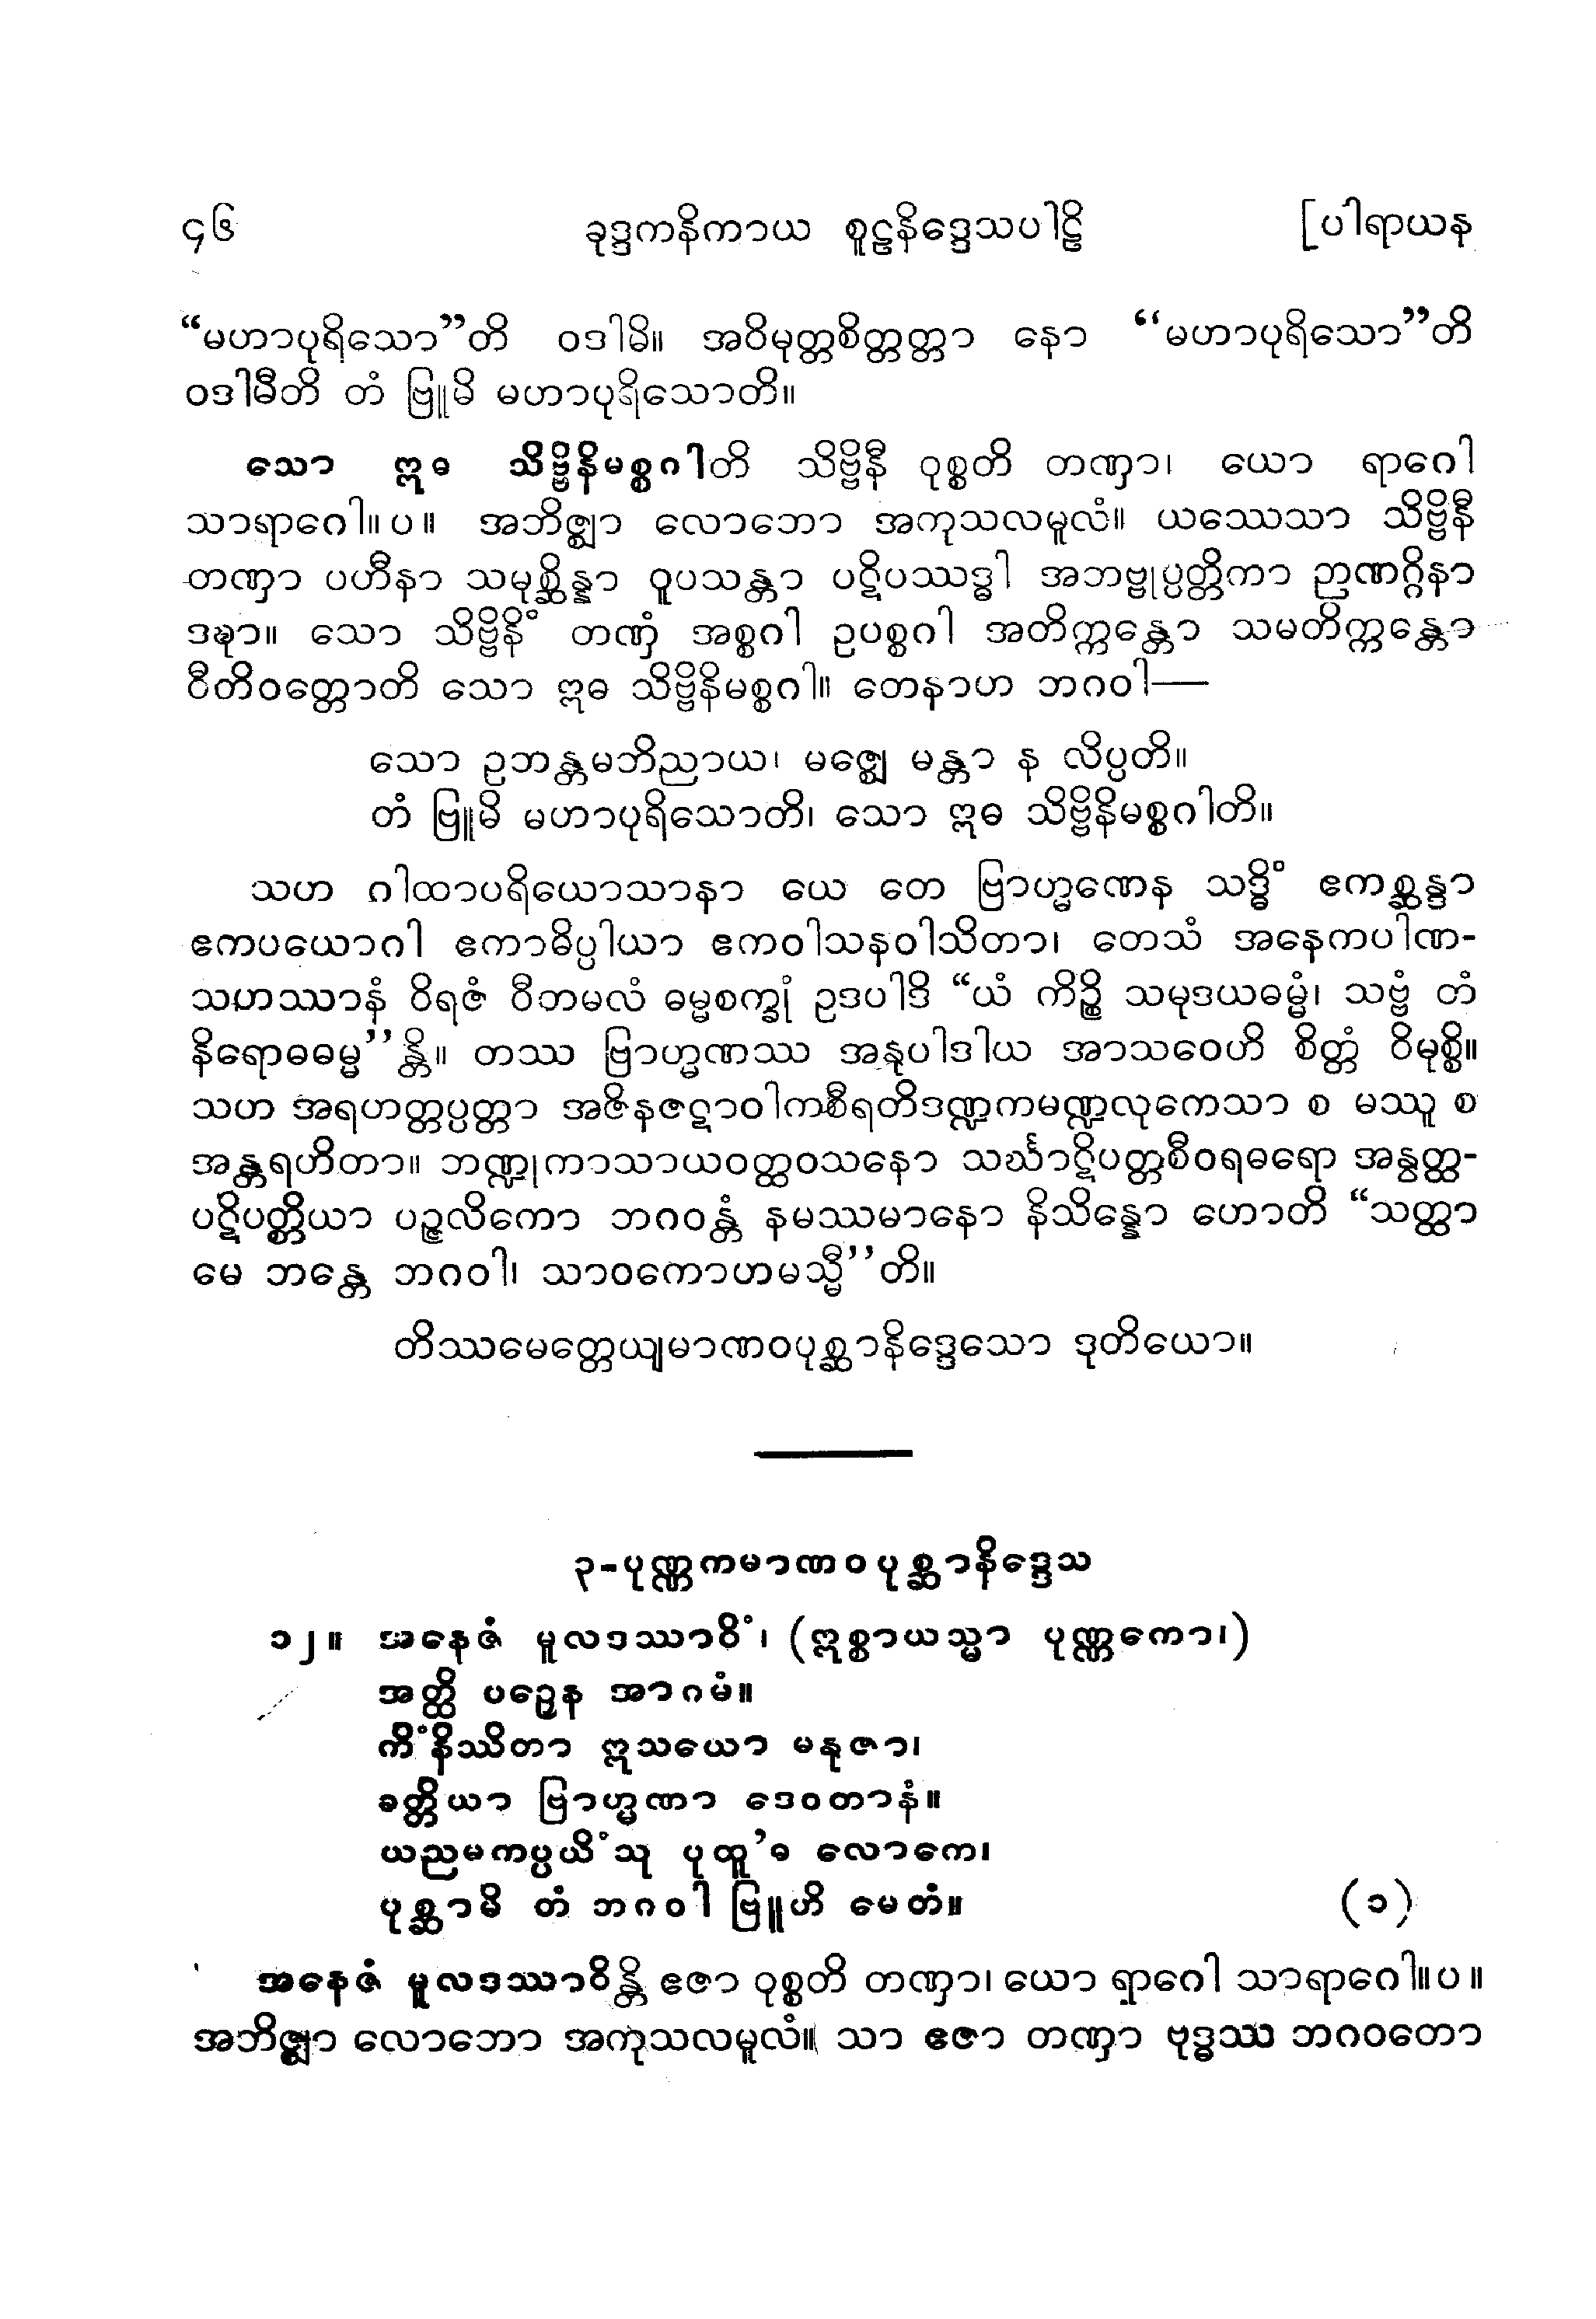 ၄၆ ခုဒ္ဒကနိကာယ စူဠနိဒ္ဒေသပါဠိ [ပါရာယန
“မဟာပုရိသော”တိ ဝဒါမိ။ အဝိမုတ္တစိတ္တတ္တာ နော “မဟာပုရိသော”တိ
ဝဒါမီတိ တံ ဗြူမိ မဟာပုရိသောတိ။
သော ဣဓ သိဗ္ဗိနိမစ္စဂါတိ သိဗ္ဗိနီ ဝုစ္စတိ တဏှာ၊ ယော ရာဂေါ
သာရာဂေါ။ပ။ အဘိဇ္ဈာ လောဘော အကုသလမူလံ။ ယဿေသာ သိဗ္ဗိနီ
တဏှာ ပဟီနာ သမုစ္ဆိန္နာ ဝူပသန္တာ ပဋိပဿဒ္ဓါ အဘဗ္ဗုပ္ပတ္တိကာ ဉာဏဂ္ဂိနာ
ဒဍ္ဎာ။ သော သိဗ္ဗိနိံ တဏှံ အစ္စဂါ ဥပစ္စဂါ အတိက္ကန္တော သမတိက္ကန္တော
ဝီတိဝတ္တောတိ သော ဣဓ သိဗ္ဗိနိမစ္စဂါ။ တေနာဟ ဘဂဝါ—
သော ဥဘန္တမဘိညာယ၊ မဇ္ဈေ မန္တာ န လိပ္ပတိ။
တံ ဗြူမိ မဟာပုရိသောတိ၊ သော ဣဓ သိဗ္ဗိနိမစ္စဂါတိ။
သဟ ဂါထာပရိယောသာနာ ယေ တေ ဗြာဟ္မဏေန သဒ္ဓိံ ဧကစ္ဆန္ဒာ
ဧကပယောဂါ ဧကာဓိပ္ပါယာ ဧကဝါသနဝါသိတာ၊ တေသံ အနေကပါဏ-
သဟဿာနံ ဝိရဇံ ဝီတမလံ ဓမ္မစက္ခုံ ဥဒပါဒိ “ယံ ကိဉ္စိ သမုဒယဓမ္မံ၊ သဗ္ဗံ တံ
နိရောဓဓမ္မ’’န္တိ။ တဿ ဗြာဟ္မဏဿ အနုပါဒါယ အာသဝေဟိ စိတ္တံ ဝိမုစ္စိ။
သဟ အရဟတ္တပ္ပတ္တာ အဇိနဇဋာဝါကစီရတိဒဏ္ဍကမဏ္ဍလုကေသာ စ မဿူ စ
အန္တရဟိတာ။ ဘဏ္ဍုကာသာယဝတ္ထဝသနော သင်္ဃာဋိပတ္တစီဝရဓရော အနွတ္ထ-
ပဋိပတ္တိယာ ပဉ္ဇလိကော ဘဂဝန္တံ နမဿမာနော နိသိန္နော ဟောတိ “သတ္ထာ
မေ ဘန္တေ ဘဂဝါ၊ သာဝကောဟမသ္မီ’’တိ။
တိဿမေတ္တေယျမာဏဝပုစ္ဆာနိဒ္ဒေသော ဒုတိယော။
၃-ပုဏ္ဏကမာဏဝပုစ္ဆာနိဒ္ဒေသ
၁၂။ အနေဇံ မူလဒဿာဝိံ၊ (ဣစ္စာယသ္မာ ပုဏ္ဏကော၊)
အတ္ထိ ပဉှေန အာဂမံ။
ကိံနိဿိတာ ဣသယော မနုဇာ၊
ခတ္တိယာ ဗြာဟ္မဏာ ဒေဝတာနံ။
ယညမကပ္ပယိံသု ပုထူ’ဓ လောကေ၊
ပုစ္ဆာမိ တံ ဘဂဝါ ဗြူဟိ မေတံ။ (၁)
အနေဇံ မူလဒဿာဝိန္တိ ဧဇာ ဝုစ္စတိ တဏှာ၊ ယော ရာဂေါ သာရာဂေါ။ပ။
အဘိဇ္ဈာ လောဘော အကုသလမူလံ။ သာ ဧဇာ တဏှာ ဗုဒ္ဓဿ ဘဂဝတော